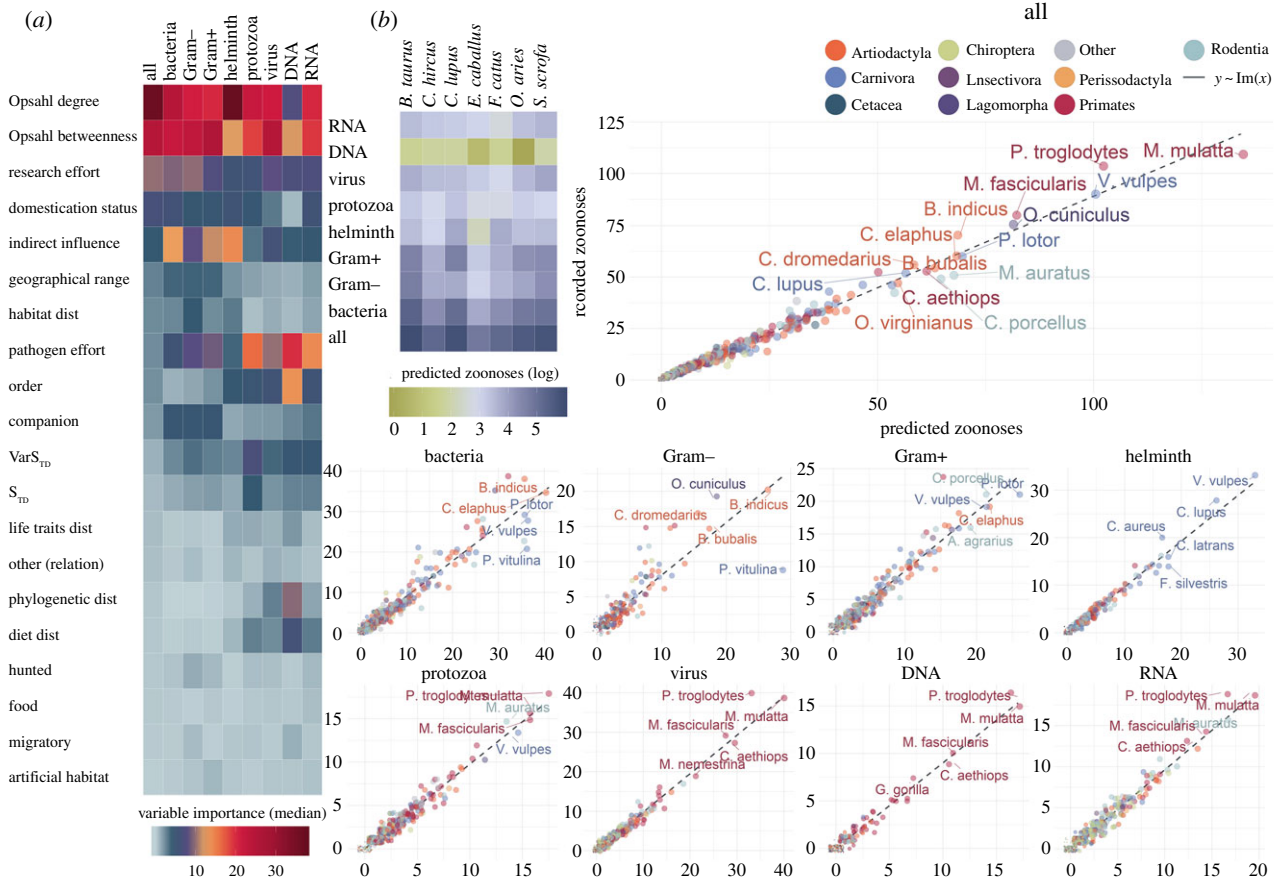 (a)
all
bacteria
Gram–
Gram+
helminth
protozoa
virus
DNA
RNA
Opsahl degree
Opsahl betweenness
research effort
domestication status
indirect influence
geographical range
habitat dist
pathogen effort
order
companion
VarS_TD
S_TD
life traits dist
other (relation)
phylogenetic dist
diet dist
hunted
food
migratory
artificial habitat
variable importance (median)
10 20 30
(b)
B. taurus
C. hircus
C. lupus
E. caballus
F. catus
O. aries
S. scrofa
RNA
DNA
virus
protozoa
helminth
Gram+
Gram–
bacteria
all
predicted zoonoses (log)
0 1 2 3 4 5
all
Artiodactyla
Carnivora
Cetacea
Chiroptera
Lnsectivora
Lagomorpha
Other
Perissodactyla
Primates
Rodentia
y ~ Im(x)
rcorded zoonoses
125
100
75
50
25
0
P. troglodytes
M. mulatta
M. fascicularis
V. vulpes
B. indicus
O. cuniculus
C. elaphus
P. lotor
C. dromedarius
B. bubalis
M. auratus
C. lupus
C. aethiops
O. virginianus
C. porcellus
0 50 100
predicted zoonoses
bacteria
40
30
20
10
0
B. indicus
P. lotor
C. elaphus
V. vulpes
P. vitulina
0 10 20 30 40
Gram–
20
15
10
5
0
O. cuniculus
B. indicus
C. dromedarius
B. bubalis
P. vitulina
0 10 20 30
Gram+
25
20
15
10
5
0
C. porcellus
P. lotor
V. vulpes
C. elaphus
A. agrarius
0 10 20
helminth
30
20
10
0
V. vulpes
C. lupus
C. aureus
C. latrans
F. silvestris
0 10 20 30
protozoa
15
10
5
0
P. troglodytes
M. mulatta
M. auratus
M. fascicularis
V. vulpes
0 5 10 15
virus
40
30
20
10
0
P. troglodytes
M. mulatta
M. fascicularis
C. aethiops
M. nemestrina
0 10 20 30 40
DNA
15
10
5
0
P. troglodytes
M. mulatta
M. fascicularis
C. aethiops
G. gorilla
0 5 10 15
RNA
15
10
5
0
P. troglodytes
M. mulatta
M. fascicularis
M. auratus
C. aethiops
0 5 10 15 20